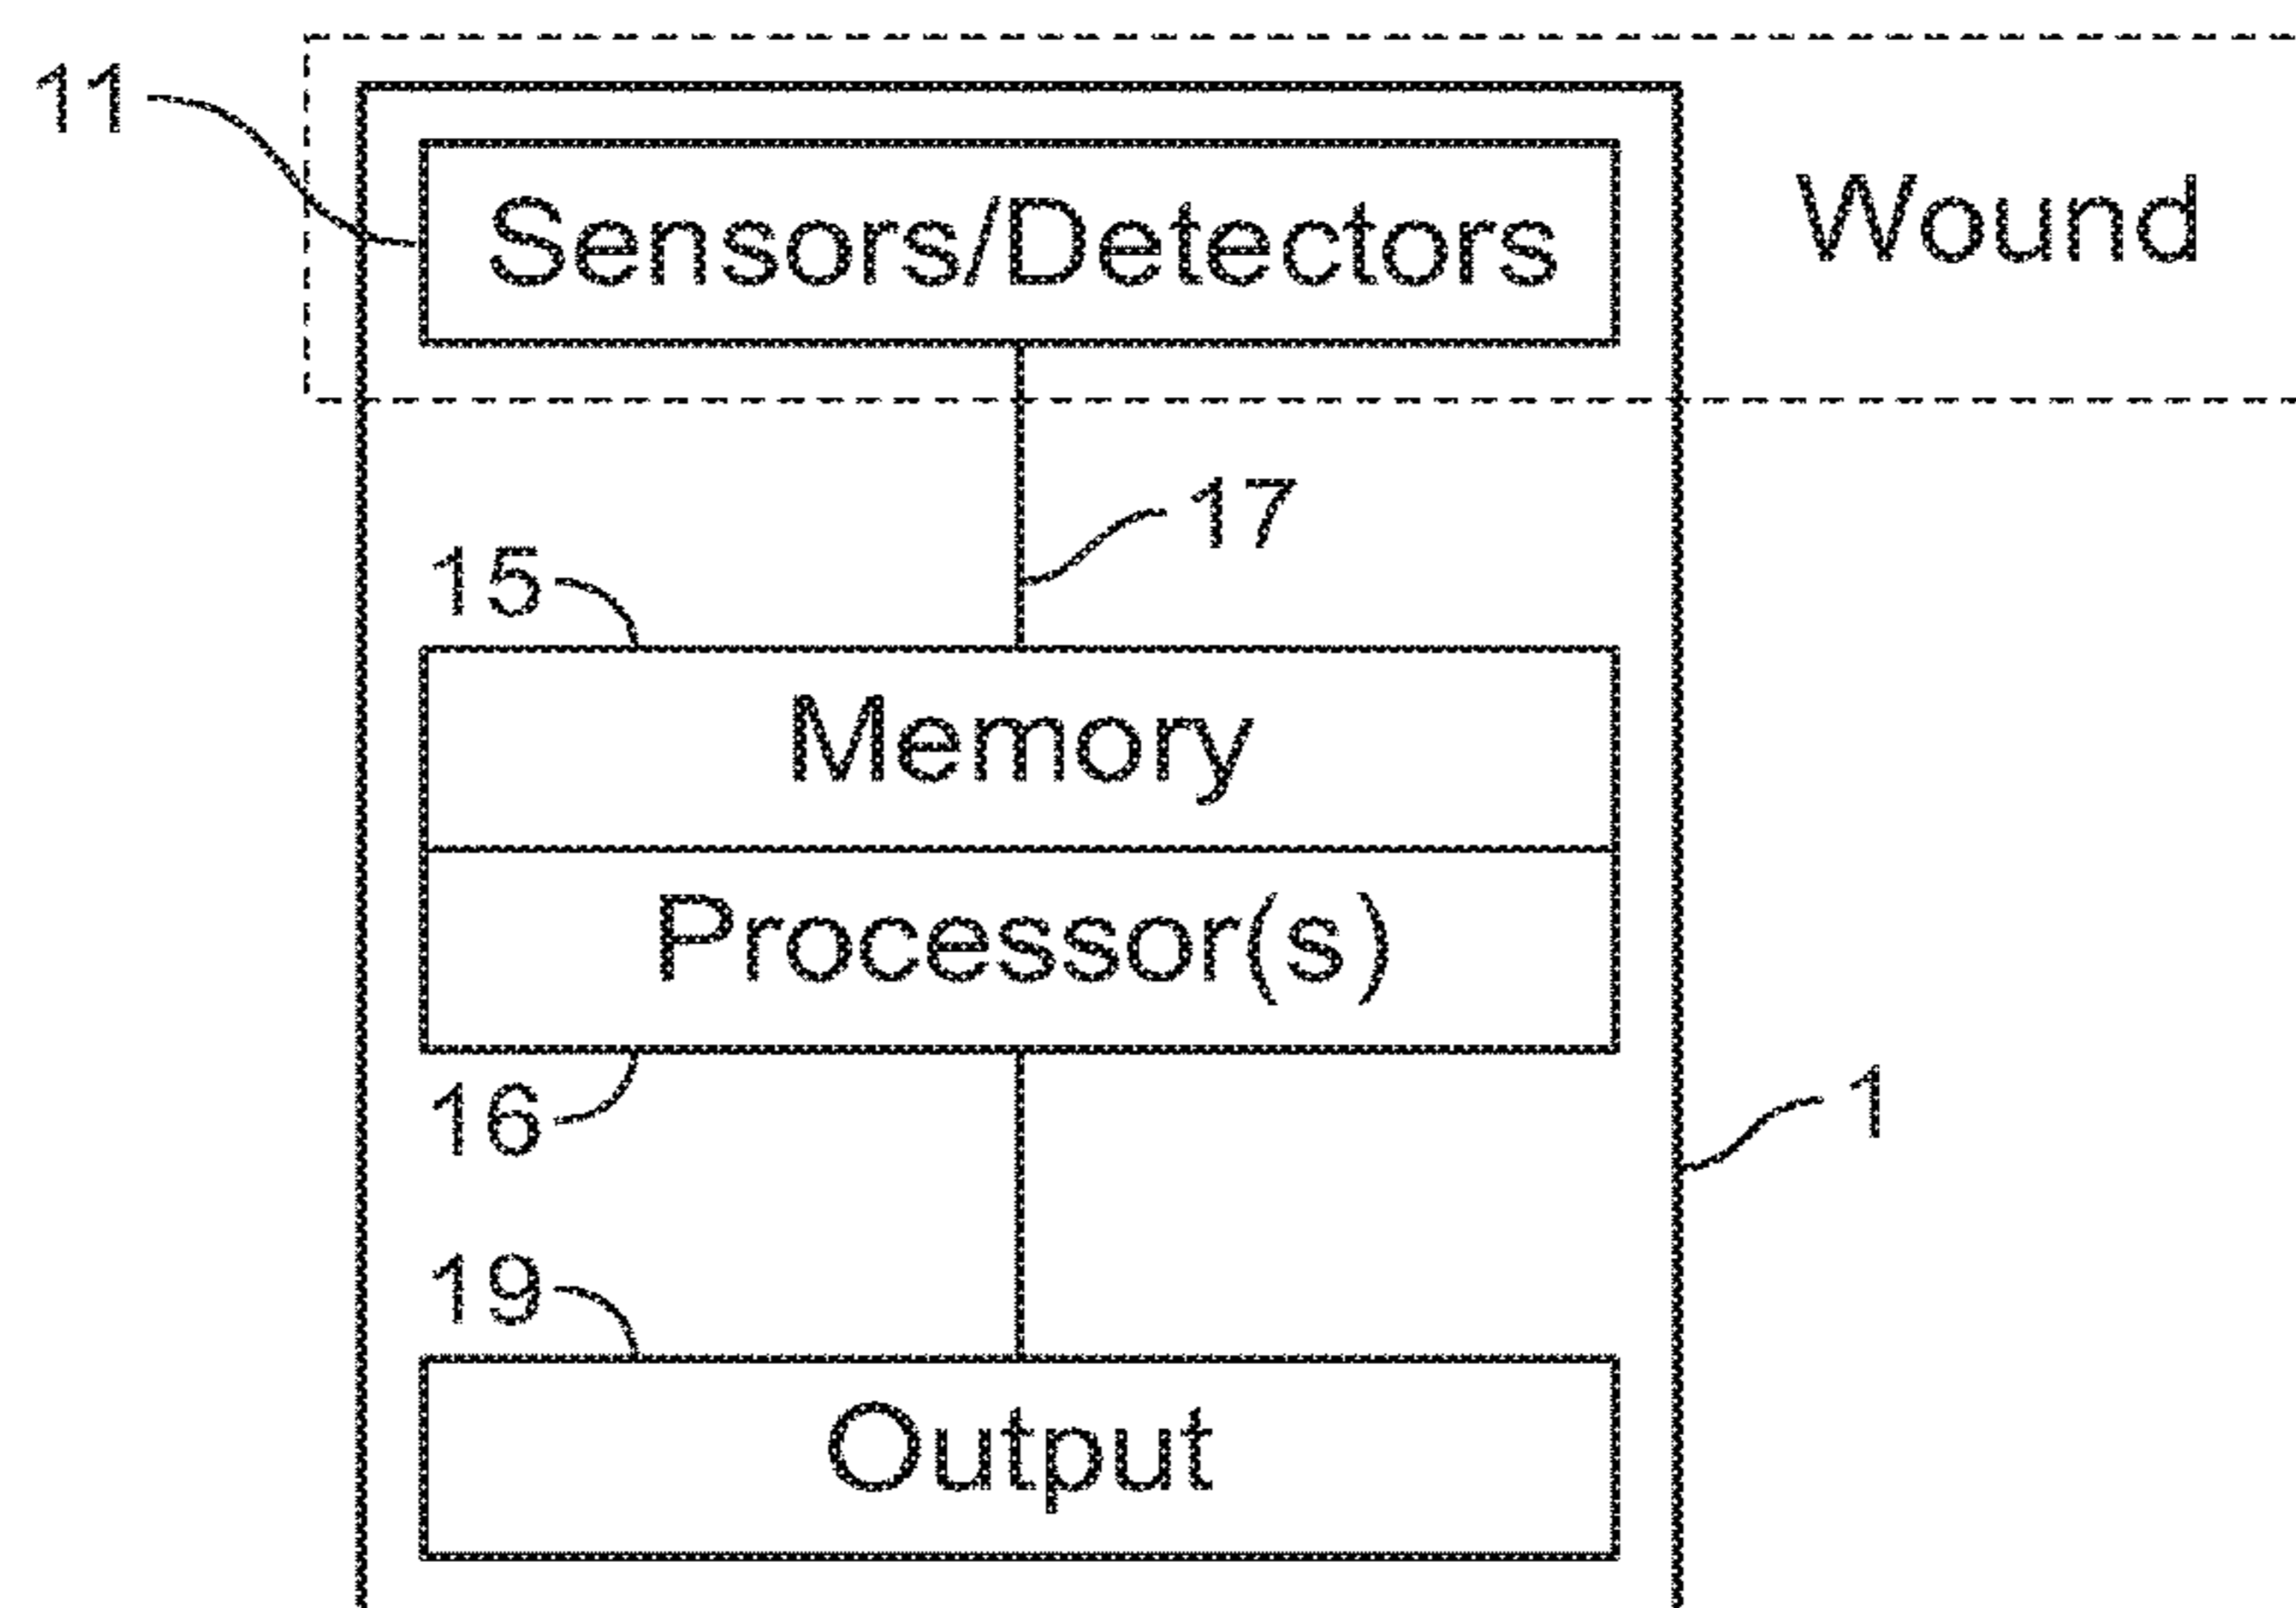 11
Sensors/Detectors
Wound
17
15
Memory
Processor(s)
16
1
19
Output